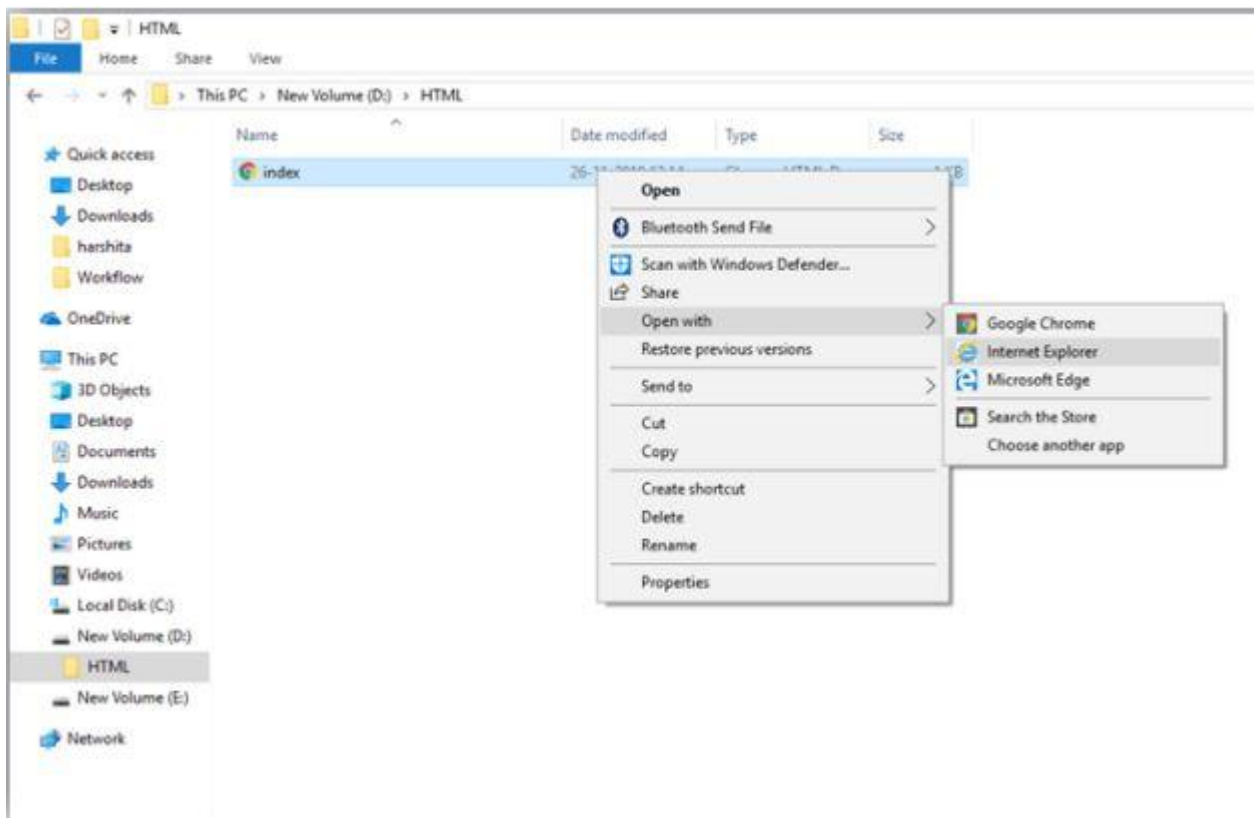 HTML
File Home Share View
This PC > New Volume (D:) > HTML
Name Date modified Type Size
Quick access
Desktop
Downloads
harshita
Workflow
OneDrive
This PC
3D Objects
Desktop
Documents
Downloads
Music
Pictures
Videos
Local Disk (C:)
New Volume (D:)
HTML
New Volume (E:)
Network
index
Open
Bluetooth Send File
Scan with Windows Defender...
Share
Open with
Restore previous versions
Send to
Cut
Copy
Create shortcut
Delete
Rename
Properties
Google Chrome
Internet Explorer
Microsoft Edge
Search the Store
Choose another app